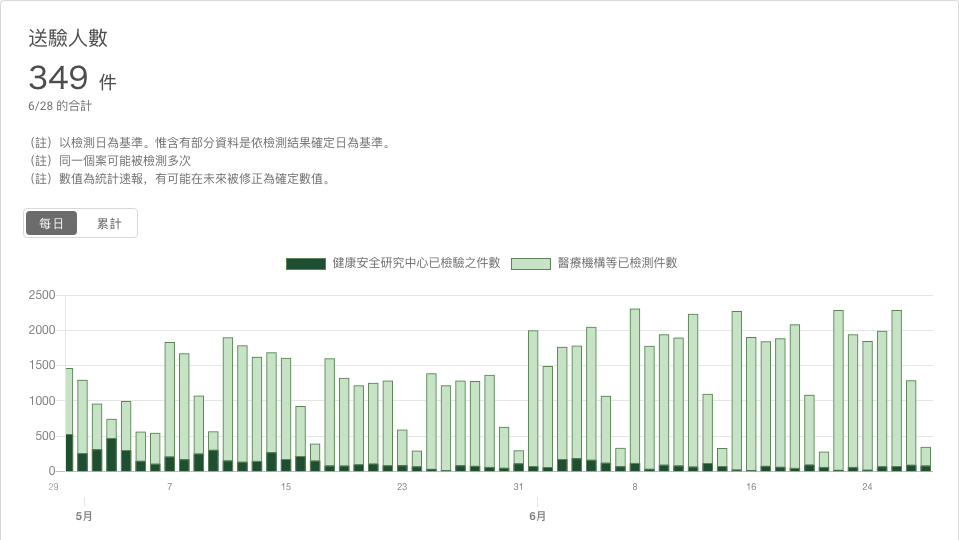 送驗人數
349 件
6/28 的合計
（註）以檢測日為基準。惟含有部分資料是依檢測結果確定日為基準。
（註）同一個案可能被檢測多次
（註）數值為統計速報，有可能在未來被修正為確定數值。
每日 累計
健康安全研究中心已檢驗之件數 醫療機構等已檢測件數
2500
2000
1500
1000
500
0
29 7 15 23 31 8 16 24
5月 6月